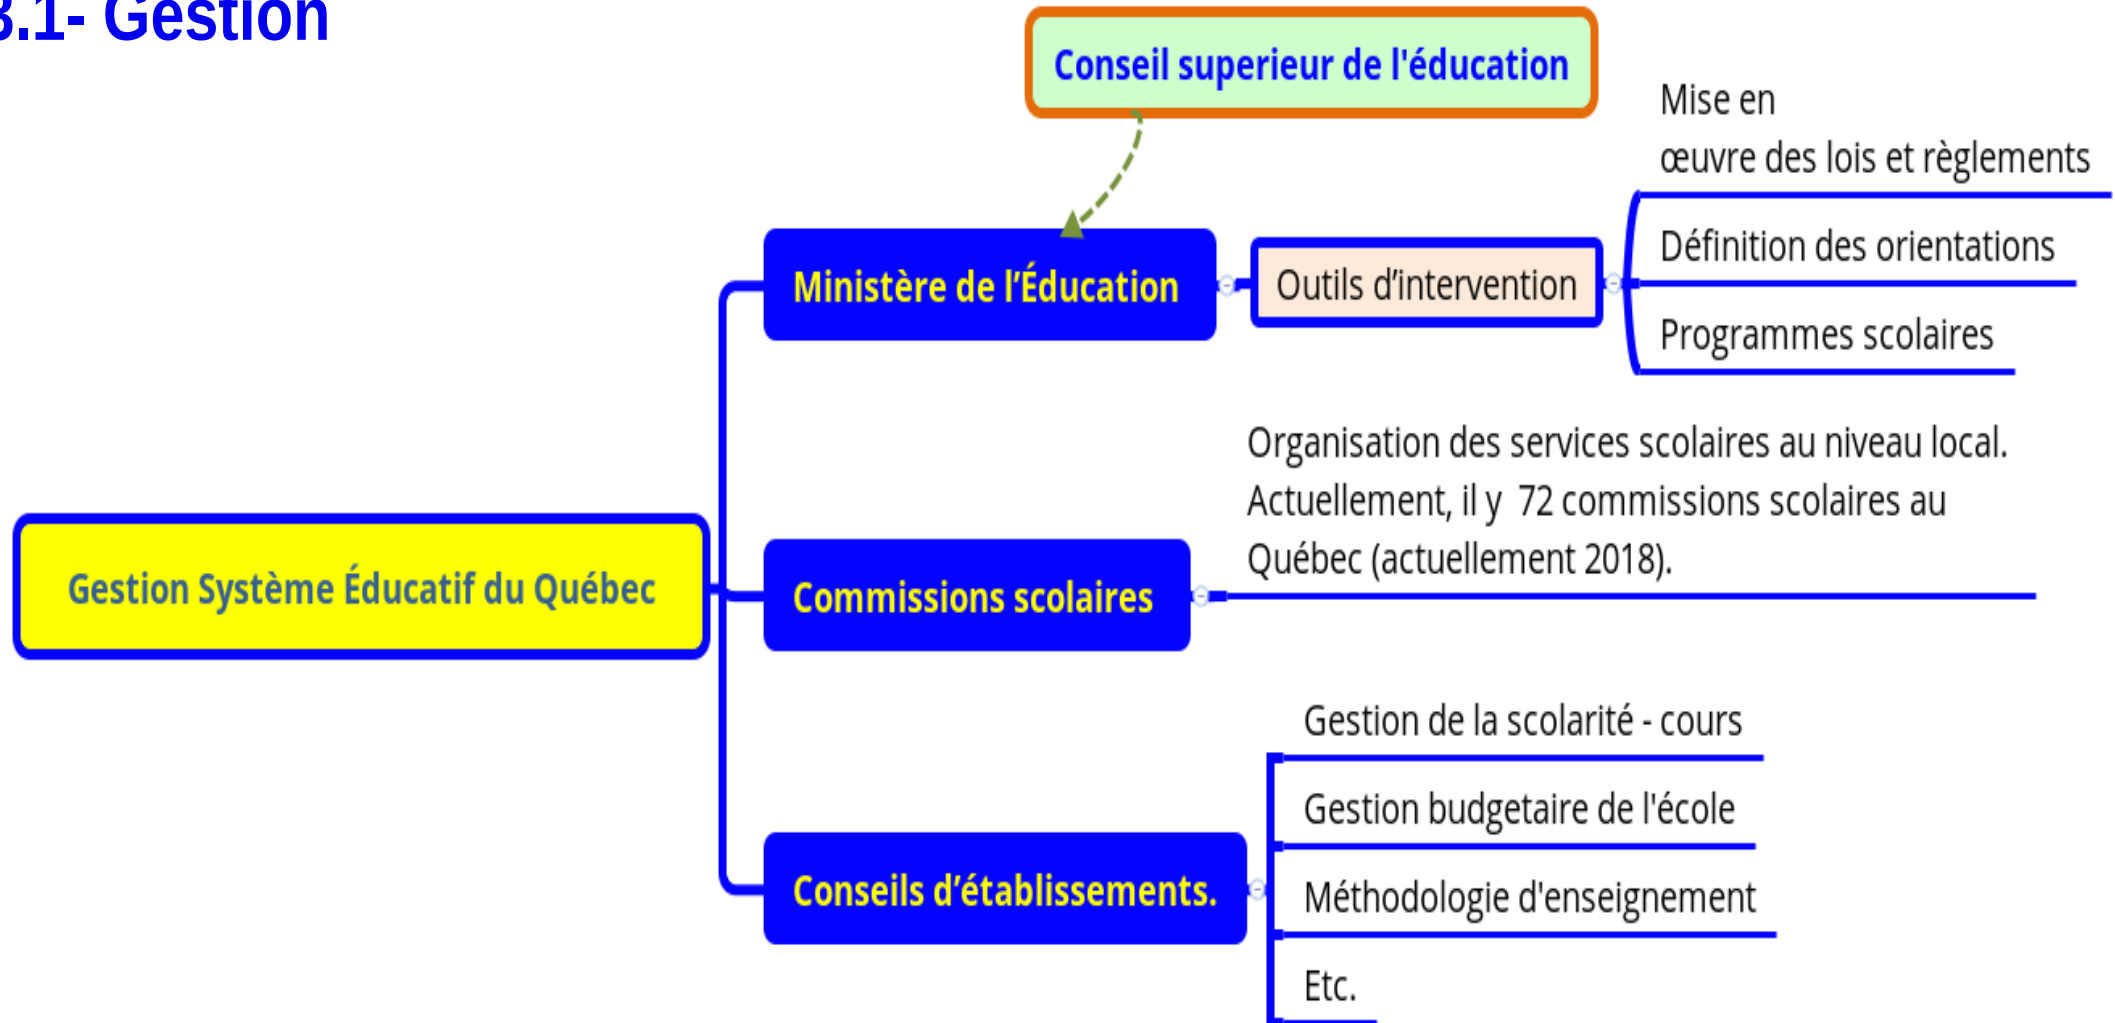 3.1- Gestion
Conseil superieur de l'éducation
Mise en
œuvre des lois et règlements
Définition des orientations
Programmes scolaires
Ministère de l’Éducation
Outils d’intervention
Organisation des services scolaires au niveau local.
Actuellement, il y  72 commissions scolaires au
Québec (actuellement 2018).
Gestion Système Éducatif du Québec
Commissions scolaires
Gestion de la scolarité - cours
Gestion budgetaire de l'école
Méthodologie d'enseignement
Etc.
Conseils d’établissements.